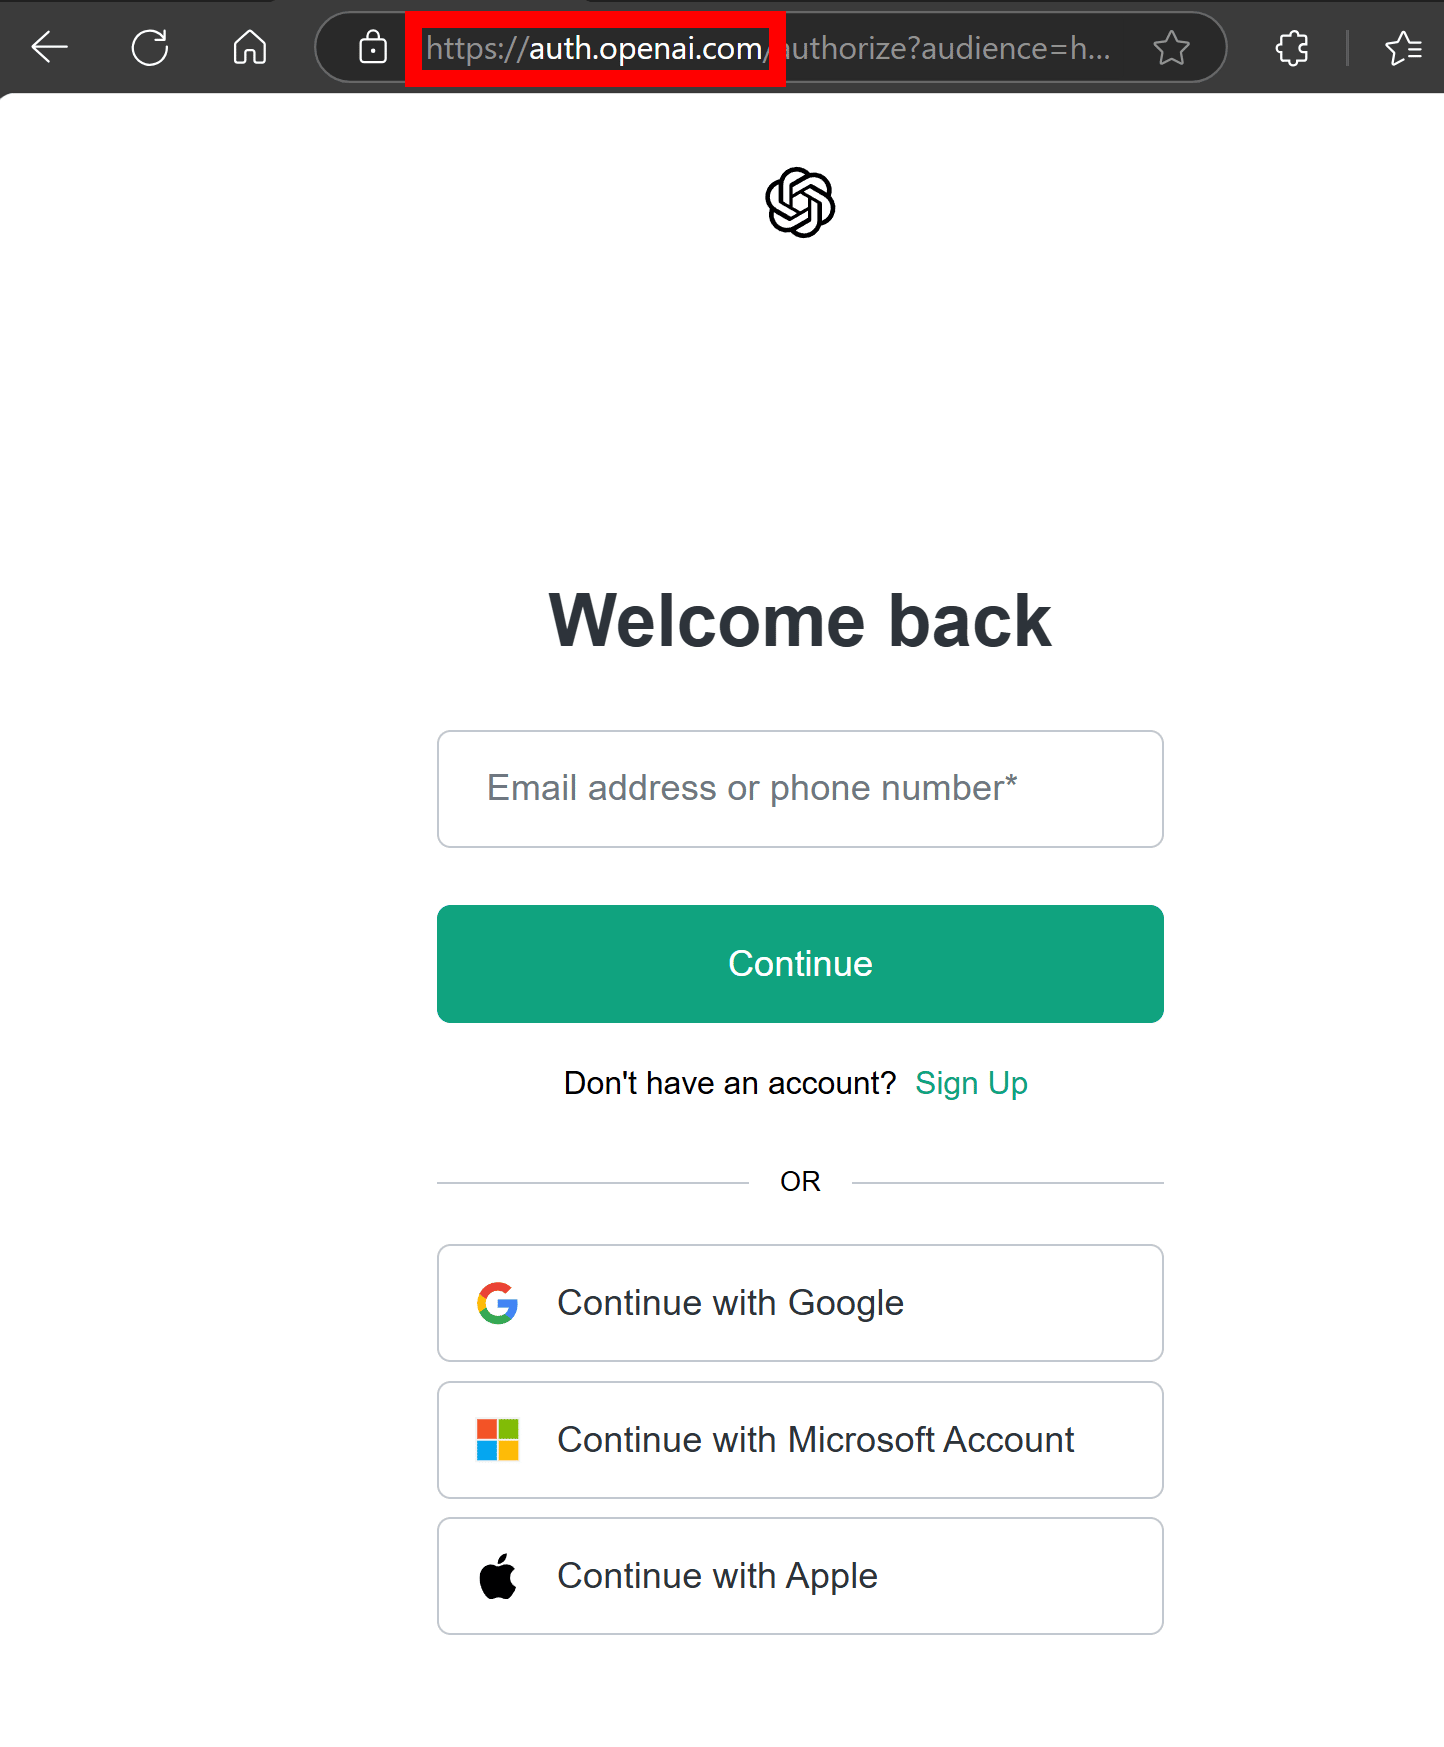 https://auth.openai.com/authorize?audience=h...
Welcome back
Email address or phone number*
Continue
Don't have an account? Sign Up
OR
Continue with Google
Continue with Microsoft Account
Continue with Apple